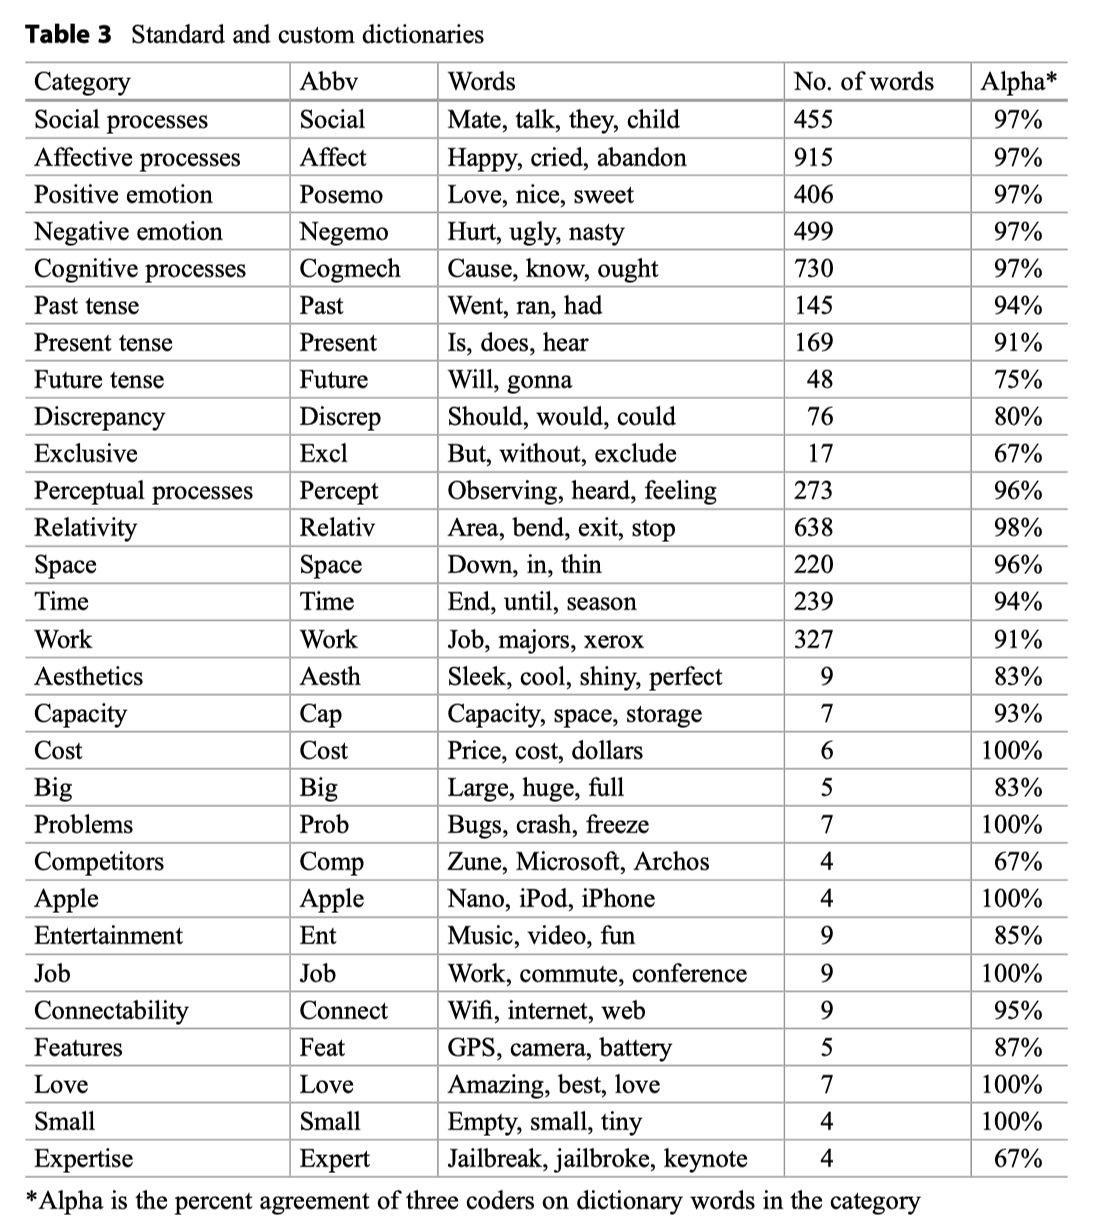 Table 3 Standard and custom dictionaries
Category Abbv Words No. of words Alpha*
Social processes Social Mate, talk, they, child 455 97%
Affective processes Affect Happy, cried, abandon 915 97%
Positive emotion Posemo Love, nice, sweet 406 97%
Negative emotion Negemo Hurt, ugly, nasty 499 97%
Cognitive processes Cogmech Cause, know, ought 730 97%
Past tense Past Went, ran, had 145 94%
Present tense Present Is, does, hear 169 91%
Future tense Future Will, gonna 48 75%
Discrepancy Discrep Should, would, could 76 80%
Exclusive Excl But, without, exclude 17 67%
Perceptual processes Percept Observing, heard, feeling 273 96%
Relativity Relativ Area, bend, exit, stop 638 98%
Space Space Down, in, thin 220 96%
Time Time End, until, season 239 94%
Work Work Job, majors, xerox 327 91%
Aesthetics Aesth Sleek, cool, shiny, perfect 9 83%
Capacity Cap Capacity, space, storage 7 93%
Cost Cost Price, cost, dollars 6 100%
Big Big Large, huge, full 5 83%
Problems Prob Bugs, crash, freeze 7 100%
Competitors Comp Zune, Microsoft, Archos 4 67%
Apple Apple Nano, iPod, iPhone 4 100%
Entertainment Ent Music, video, fun 9 85%
Job Job Work, commute, conference 9 100%
Connectability Connect Wifi, internet, web 9 95%
Features Feat GPS, camera, battery 5 87%
Love Love Amazing, best, love 7 100%
Small Small Empty, small, tiny 4 100%
Expertise Expert Jailbreak, jailbroke, keynote 4 67%
*Alpha is the percent agreement of three coders on dictionary words in the category